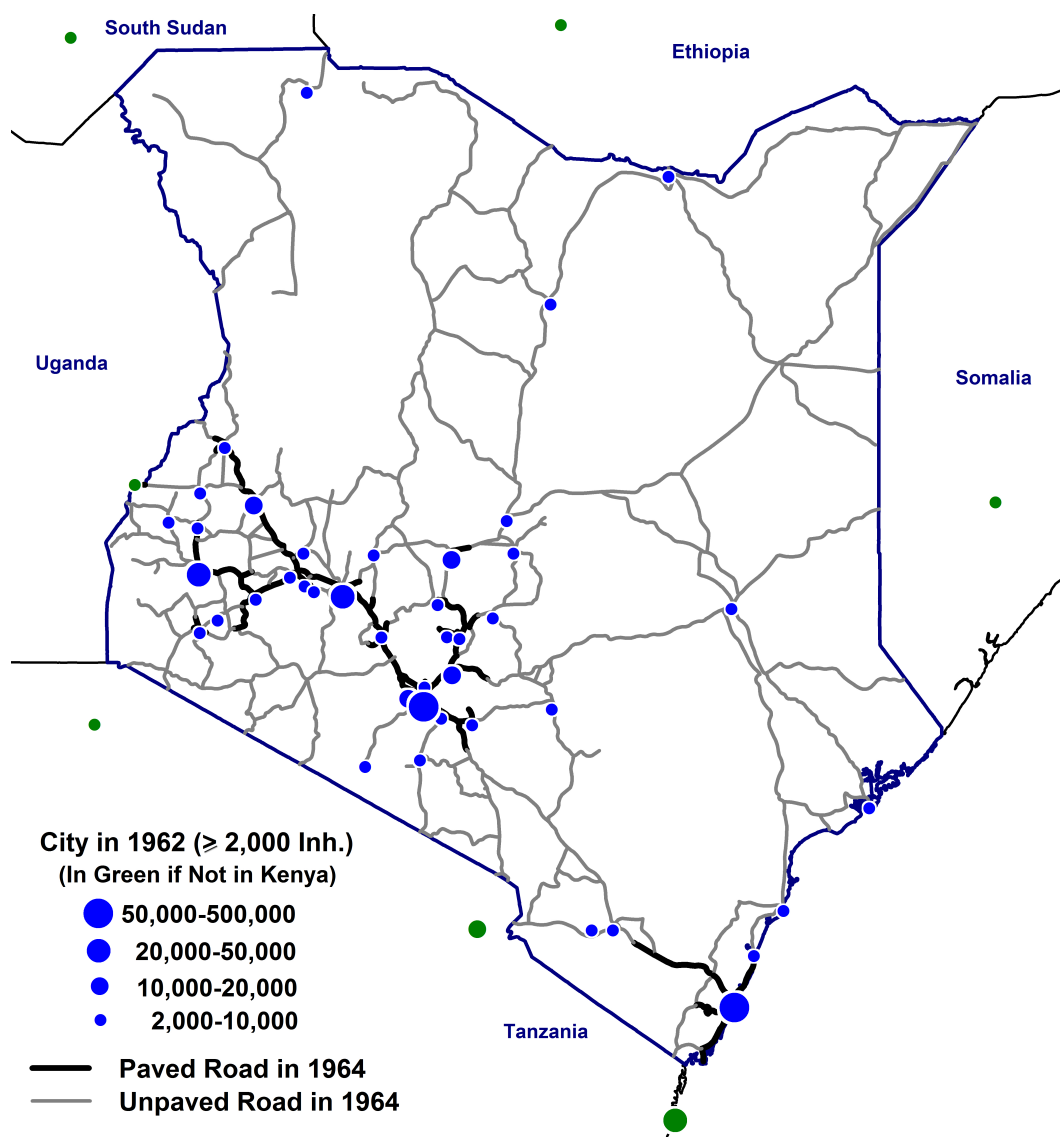 South Sudan
Ethiopia
Uganda
Somalia
City in 1962 (⩾ 2,000 Inh.)
(In Green if Not in Kenya)
50,000-500,000
20,000-50,000
10,000-20,000
2,000-10,000
Tanzania
Paved Road in 1964
Unpaved Road in 1964